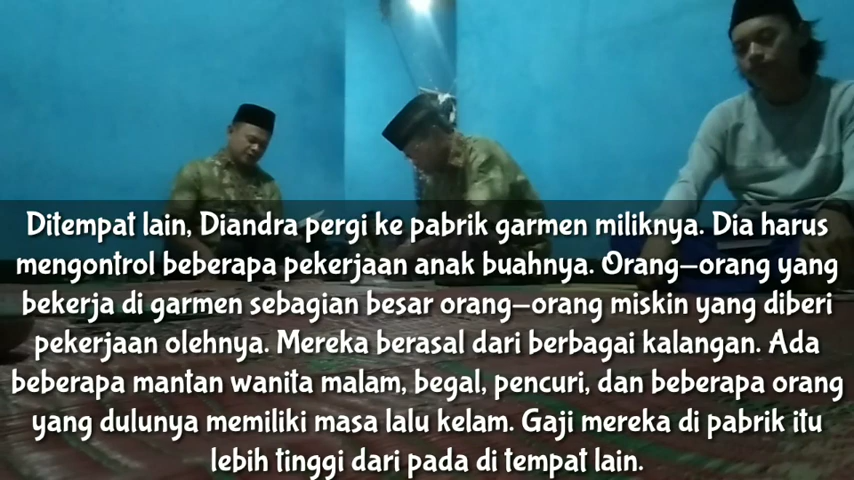 Ditempat lain, Diandra pergi ke pabrik garmen miliknya. Dia harus
mengontrol beberapa pekerjaan anak buahnya. Orang-orang yang
bekerja di garmen sebagian besar orang-orang miskin yang diberi
pekerjaan olehnya. Mereka berasal dari berbagai kalangan. Ada
beberapa mantan wanita malam, begal, pencuri, dan beberapa orang
yang dulunya memiliki masa lalu kelam. Gaji mereka di pabrik itu
lebih tinggi dari pada di tempat lain.